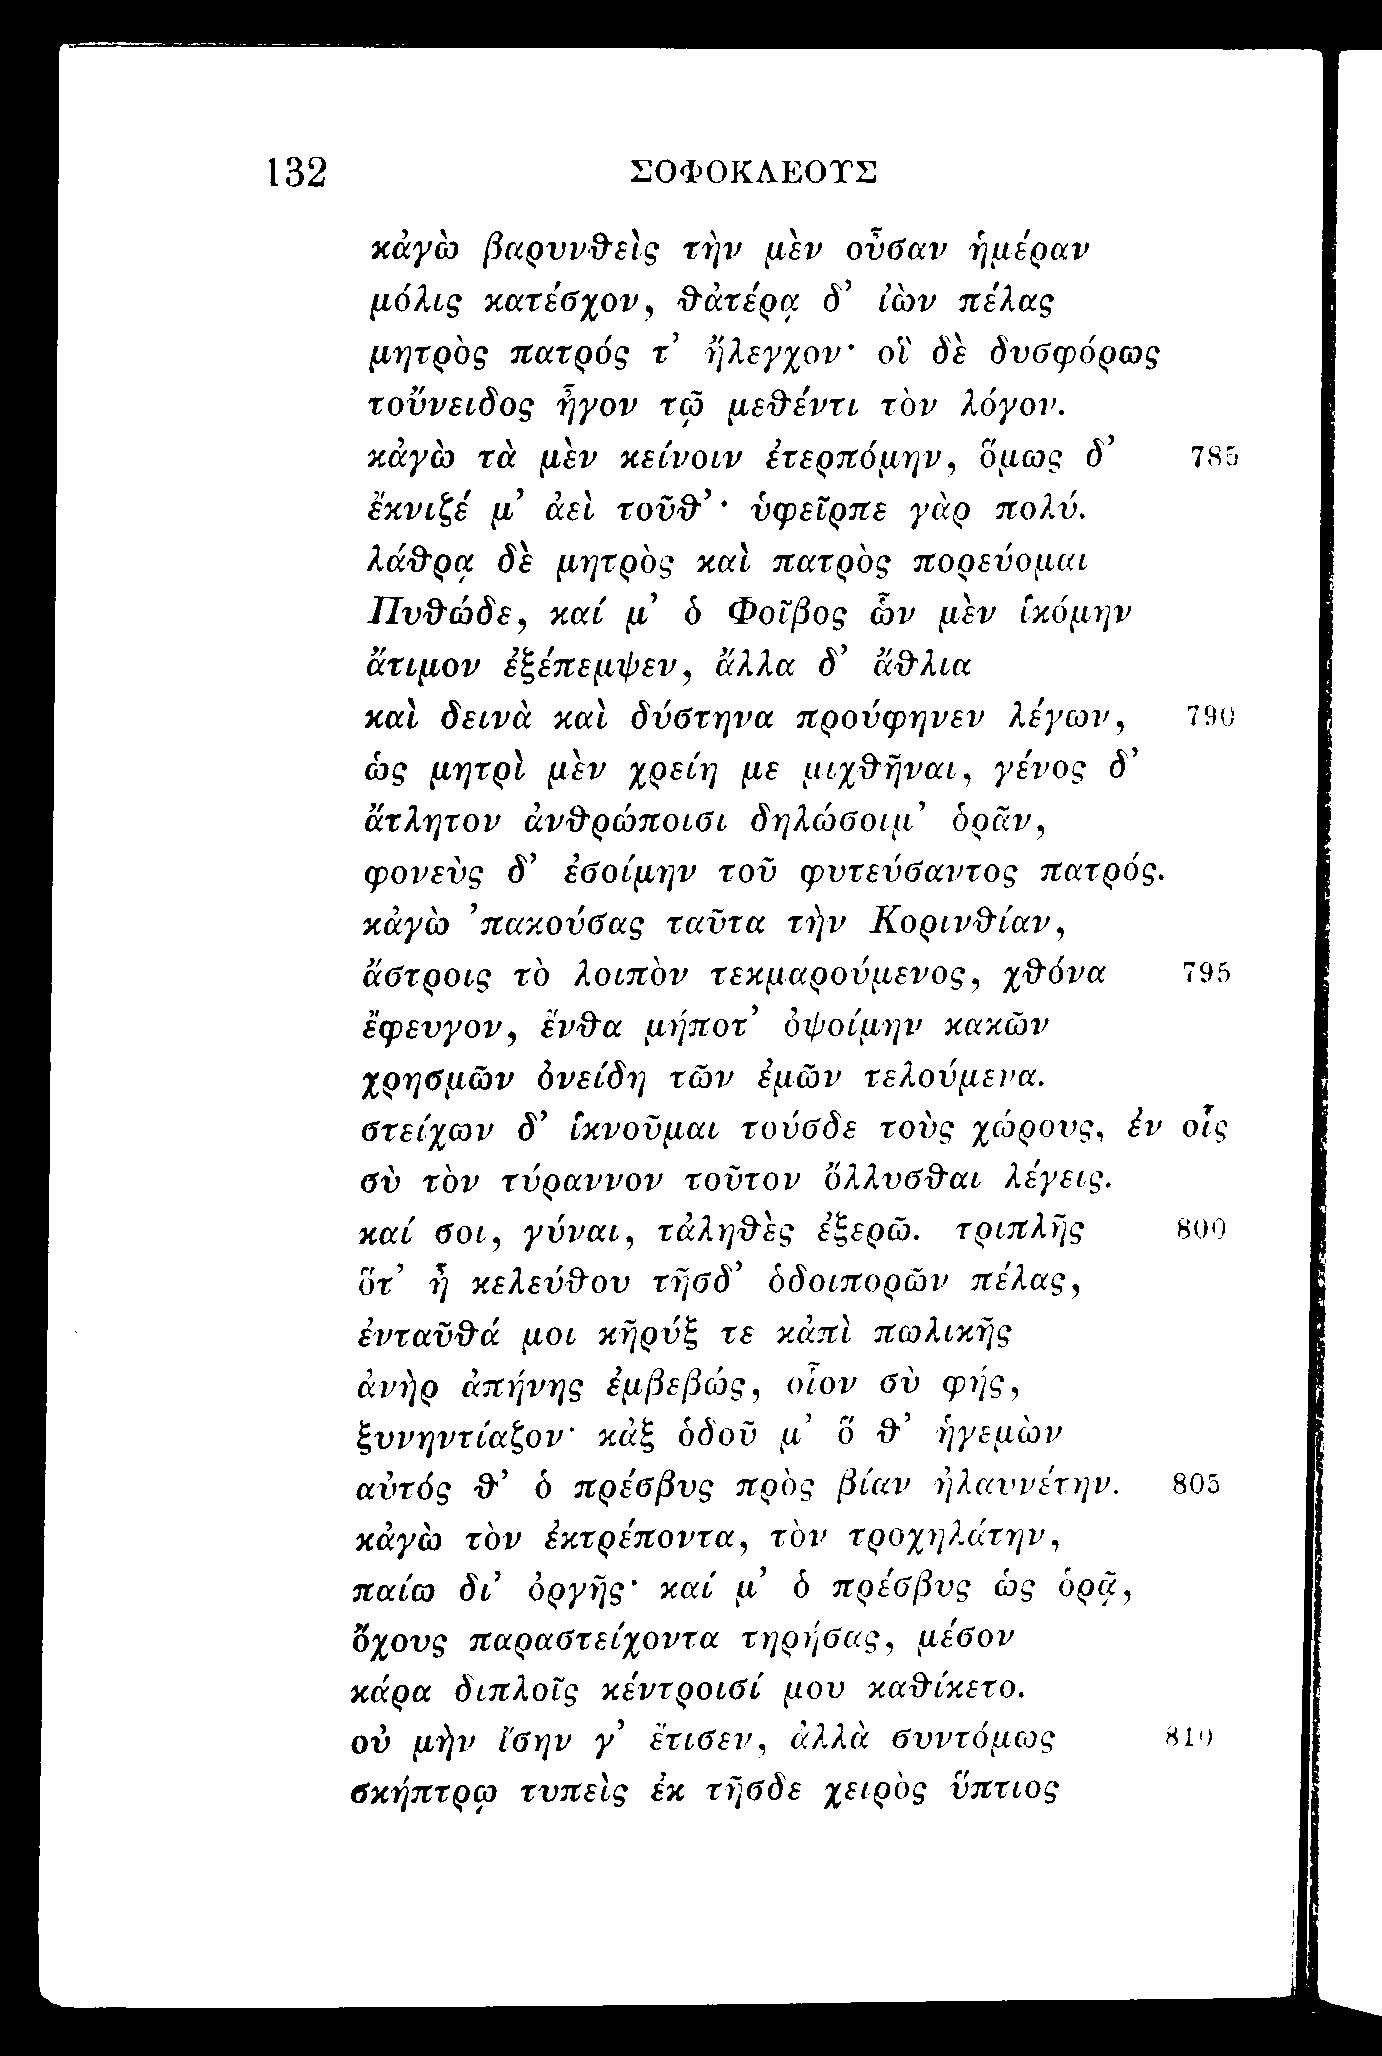 132 ΣΟΦΟΚΛΕΟΥΣ
κἀγὼ βαρυνθεὶς τὴν μὲν οὖσαν ἡμέραν
μόλις κατέσχον, θἀτέρᾳ δ’ ἰὼν πέλας
μητρὸς πατρός τ’ ἤλεγχον· οἳ δὲ δυσφόρως
τοὔνειδος ἦγον τῷ μεθέντι τὸν λόγον.
κἀγὼ τὰ μὲν κείνοιν ἐτερπόμην, ὅμως δ’ 785
ἔκνιζέ μ’ ἀεὶ τοῦθ’· ὑφεῖρπε γὰρ πολύ.
λάθρᾳ δὲ μητρὸς καὶ πατρὸς πορεύομαι
Πυθώδε, καί μ’ ὁ Φοῖβος ὧν μὲν ἱκόμην
ἄτιμον ἐξέπεμψεν, ἄλλα δ’ ἄθλια
καὶ δεινὰ καὶ δύστηνα προύφηνεν λέγων, 790
ὡς μητρὶ μὲν χρείη με μιχθῆναι, γένος δ’
ἄτλητον ἀνθρώποισι δηλώσοιμ’ ὁρᾶν,
φονεὺς δ’ ἐσοίμην τοῦ φυτεύσαντος πατρός.
κἀγὼ ’πακούσας ταῦτα τὴν Κορινθίαν,
ἄστροις τὸ λοιπὸν τεκμαρούμενος, χθόνα 795
ἔφευγον, ἔνθα μήποτ’ ὀψοίμην κακῶν
χρησμῶν ὀνείδη τῶν ἐμῶν τελούμενα.
στείχων δ’ ἱκνοῦμαι τούσδε τοὺς χώρους, ἐν οἷς
σὺ τὸν τύραννον τοῦτον ὄλλυσθαι λέγεις.
καί σοι, γύναι, τἀληθὲς ἐξερῶ. τριπλῆς 800
ὅτ’ ἦ κελεύθου τῆσδ’ ὁδοιπορῶν πέλας,
ἐνταῦθά μοι κῆρύξ τε κἀπὶ πωλικῆς
ἀνὴρ ἀπήνης ἐμβεβώς, οἷον σὺ φής,
ξυνηντίαζον· κἀξ ὁδοῦ μ’ ὅ θ’ ἡγεμὼν
αὐτός θ’ ὁ πρέσβυς πρὸς βίαν ἠλαυνέτην. 805
κἀγὼ τὸν ἐκτρέποντα, τὸν τροχηλάτην,
παίω δι’ ὀργῆς· καί μ’ ὁ πρέσβυς ὡς ὁρᾷ,
ὄχους παραστείχοντα τηρήσας, μέσον
κάρα διπλοῖς κέντροισί μου καθίκετο.
οὐ μὴν ἴσην γ’ ἔτισεν, ἀλλὰ συντόμως 810
σκήπτρῳ τυπεὶς ἐκ τῆσδε χειρὸς ὕπτιος